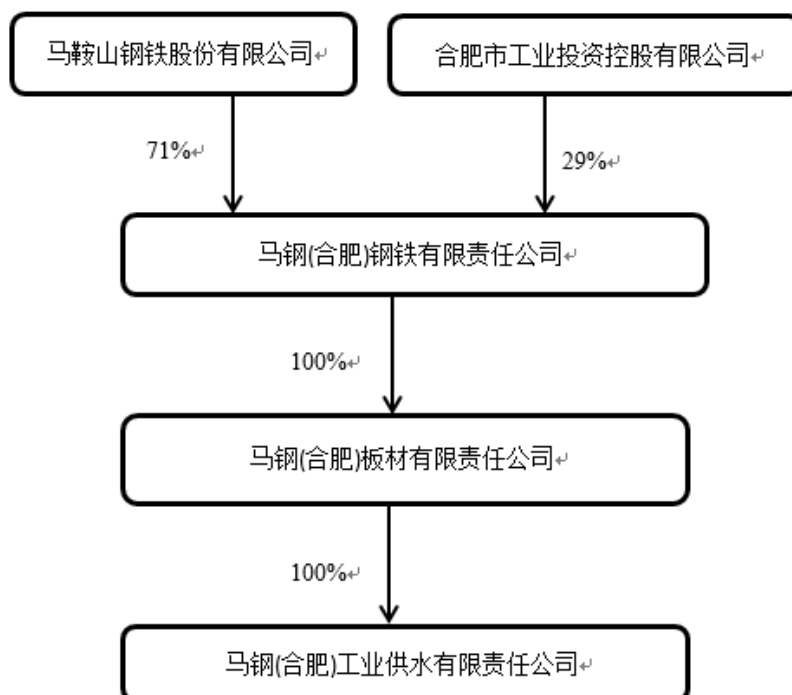 马鞍山钢铁股份有限公司↵
合肥市工业投资控股有限公司↵
71%↵
29%↵
马钢(合肥)钢铁有限责任公司↵
100%↵
马钢(合肥)板材有限责任公司↵
100%↵
马钢(合肥)工业供水有限责任公司↵